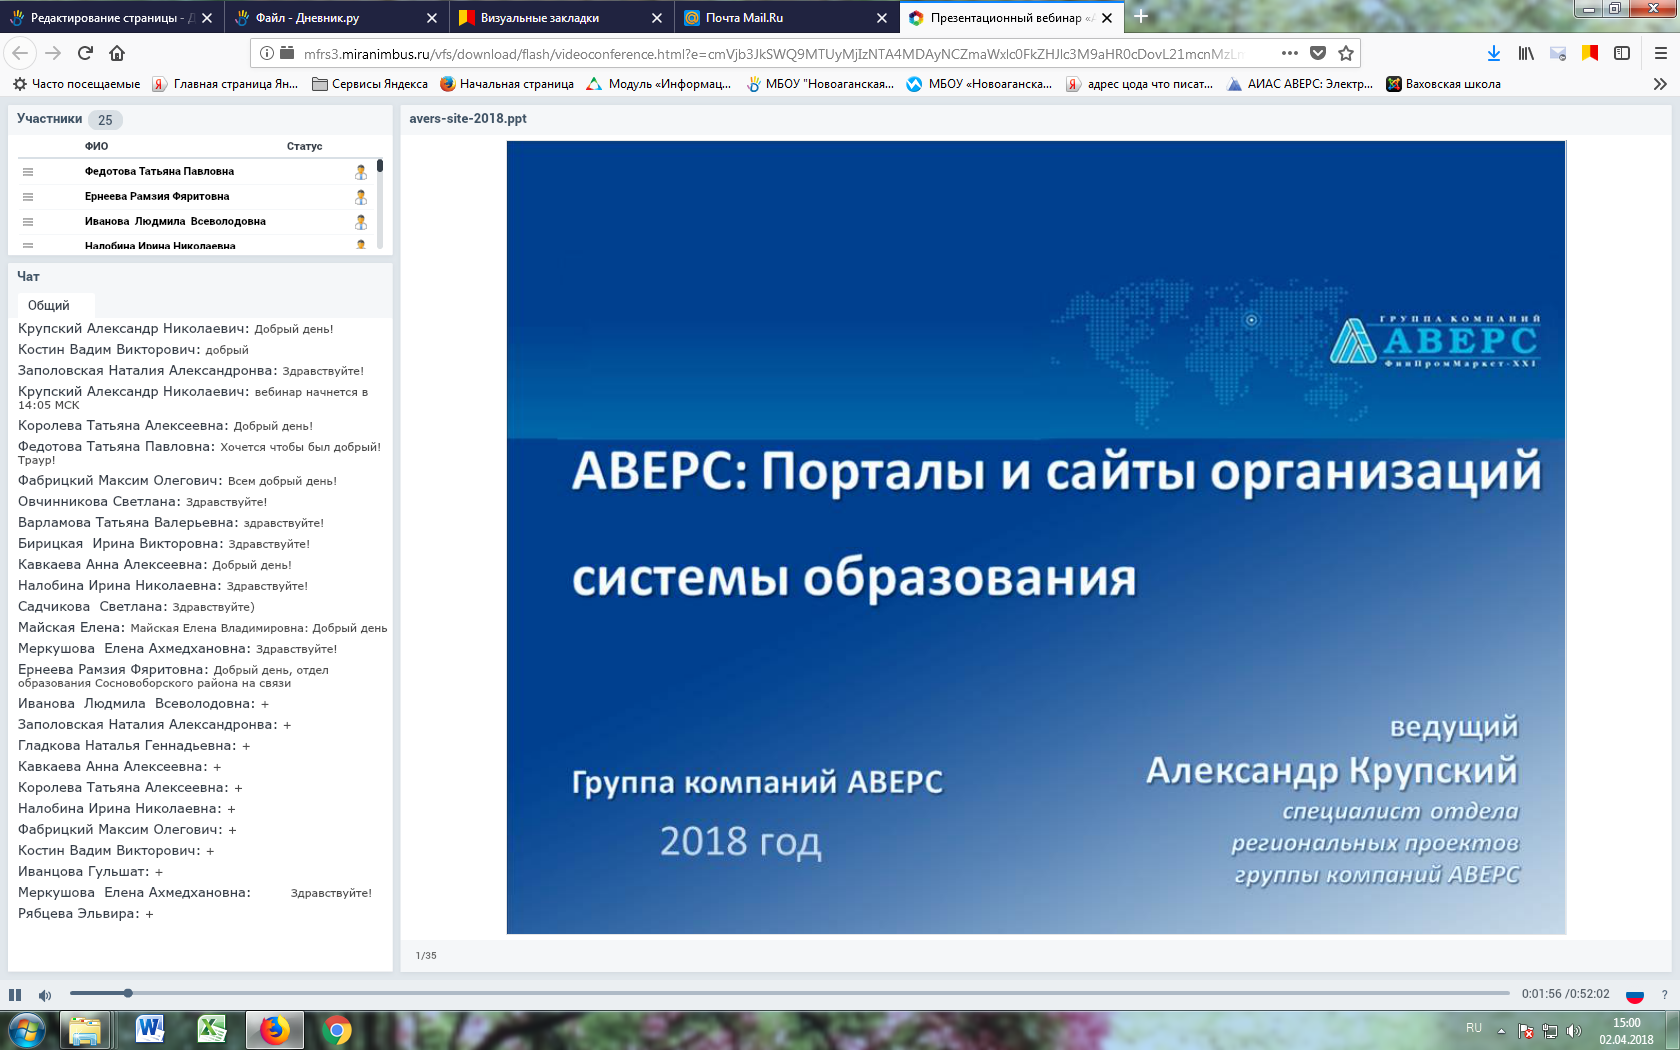 Редактирование страницы - Д
Файл - Дневник.ру
Визуальные закладки
Почта Mail.Ru
Презентационный вебинар «А
mfrs3.miranimbus.ru/vfs/download/flash/videoconference.html?e=
Часто посещаемые
Главная страница Ян...
Сервисы Яндекса
Начальная страница
Модуль «Информац...
МБОУ "Новоаганская...
МБОУ «Новоаганска...
адрес цода что писат...
АИАС АВЕРС: Электр...
Ваховская школа
Участники 25
ФИО Статус
Федотова Татьяна Павловна
Ернеева Рамзия Фяритовна
Иванова Людмила Всеволодовна
Налобина Ирина Николаевна
Чат
Общий
Крупский Александр Николаевич: Добрый день!
Костин Вадим Викторович: добрый
Заполовская Наталия Александронва: Здравствуйте!
Крупский Александр Николаевич: вебинар начнется в
14:05 МСК
Королева Татьяна Алексеевна: Добрый день!
Федотова Татьяна Павловна: Хочется чтобы был добрый!
Траур!
Фабрицкий Максим Олегович: Всем добрый день!
Овчинникова Светлана: Здравствуйте!
Варламова Татьяна Валерьевна: здравствуйте!
Бирицкая Ирина Викторовна: Здравствуйте!
Кавкаева Анна Алексеевна: Добрый день!
Налобина Ирина Николаевна: Здравствуйте!
Садчикова Светлана: Здравствуйте)
Майская Елена: Майская Елена Владимировна: Добрый день
Меркушова Елена Ахмедхановна: Здравствуйте!
Ернеева Рамзия Фяритовна: Добрый день, отдел
образования Сосновоборского района на связи
Иванова Людмила Всеволодовна: +
Заполовская Наталия Александронва: +
Гладкова Наталья Геннадьевна: +
Кавкаева Анна Алексеевна: +
Королева Татьяна Алексеевна: +
Налобина Ирина Николаевна: +
Фабрицкий Максим Олегович: +
Костин Вадим Викторович: +
Иванцова Гульшат: +
Меркушова Елена Ахмедхановна: Здравствуйте!
Рябцева Эльвира: +
avers-site-2018.ppt
ГРУППА КОМПАНИЙ
АВЕРС
ФинПромМаркет-XXI
АВЕРС: Порталы и сайты организаций
системы образования
ведущий
Александр Крупский
специалист отдела
региональных проектов
группы компаний АВЕРС
Группа компаний АВЕРС
2018 год
1/35
0:01:56 /0:52:02
?
RU
15:00
02.04.2018